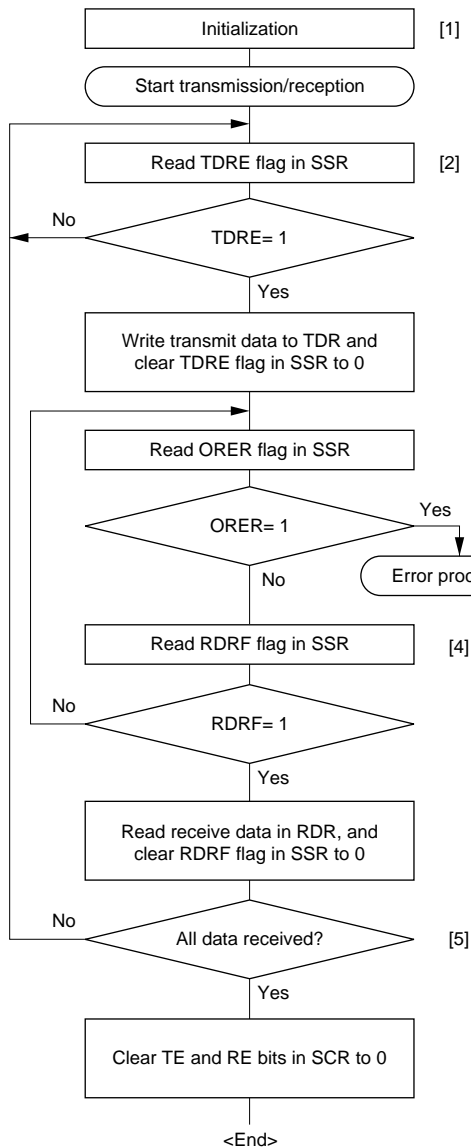 Initialization [1]
Start transmission/reception
Read TDRE flag in SSR [2]
No
TDRE= 1
Yes
Write transmit data to TDR and
clear TDRE flag in SSR to 0
Read ORER flag in SSR
Yes
ORER= 1
No
Error
Read RDRF flag in SSR [4]
No
RDRF= 1
Yes
Read receive data in RDR, and
clear RDRF flag in SSR to 0
No
All data received? [5]
Yes
Clear TE and RE bits in SCR to 0
<End>